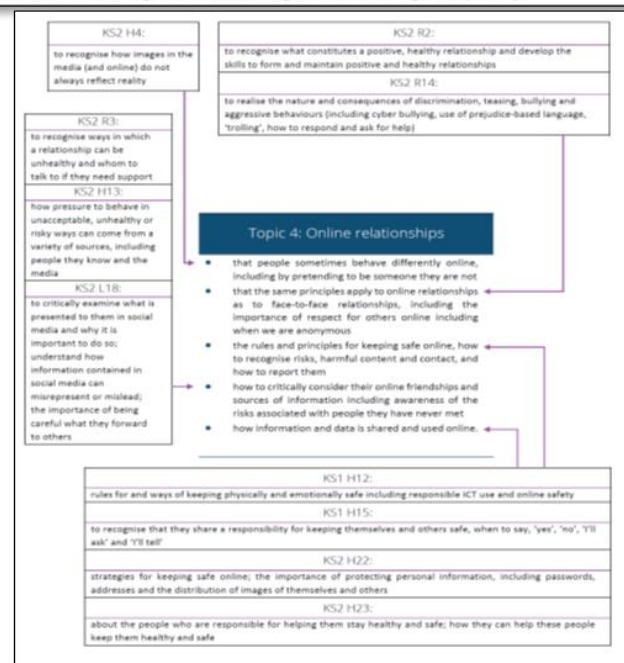 KS2 H4:
to recognise how images in the
media (and online) do not
always reflect reality
KS2 R2:
to recognise what constitutes a positive, healthy relationship and develop the
skills to form and maintain positive and healthy relationships
KS2 R14:
to realise the nature and consequences of discrimination, teasing, bullying and
aggressive behaviours (including cyber bullying, use of prejudice-based language,
'trolling', how to respond and ask for help)
KS2 R3:
to recognise ways in which
a relationship can be
unhealthy and whom to
talk to if they need support
KS2 H13:
how pressure to behave in
unacceptable, unhealthy or
risky ways can come from a
variety of sources, including
people they know and the
media
KS2 L18:
to critically examine what is
presented to them in social
media and why it is
important to do so;
understand how
information contained in
social media can
misrepresent or mislead;
the importance of being
careful what they forward
to others
Topic 4: Online relationships
• that people sometimes behave differently online,
including by pretending to be someone they are not
• that the same principles apply to online relationships
as to face-to-face relationships, including the
importance of respect for others online including
when we are anonymous
• the rules and principles for keeping safe online, how
to recognise risks, harmful content and contact, and
how to report them
• how to critically consider their online friendships and
sources of information including awareness of the
risks associated with people they have never met
• how information and data is shared and used online.
KS1 H12:
rules for and ways of keeping physically and emotionally safe including responsible ICT use and online safety
KS1 H15:
to recognise that they share a responsibility for keeping themselves and others safe, when to say, 'yes', 'no', 'I'll
ask' and 'I'll tell'
KS2 H22:
strategies for keeping safe online; the importance of protecting personal information, including passwords,
addresses and the distribution of images of themselves and others
KS2 H23:
about the people who are responsible for helping them stay healthy and safe; how they can help these people
keep them healthy and safe